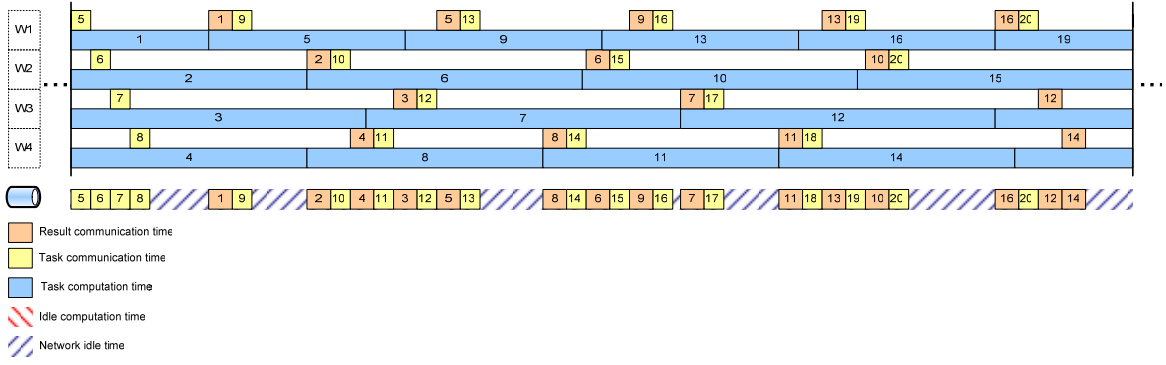 5 1 9 5 13 9 16 13 19 16 20
W1
1 5 9 13 16 19
6 2 10 6 15 10 20
W2
2 6 10 15
... ...
7 3 12 7 17 12
W3
3 7 12
8 4 11 8 14 11 18 14
W4
4 8 11 14
5 6 7 8 1 9 2 10 4 11 3 12 5 13 8 14 6 15 9 16 7 17 11 18 13 19 10 20 16 20 12 14
Result communication time
Task communication time
Task computation time
Idle computation time
Network idle time